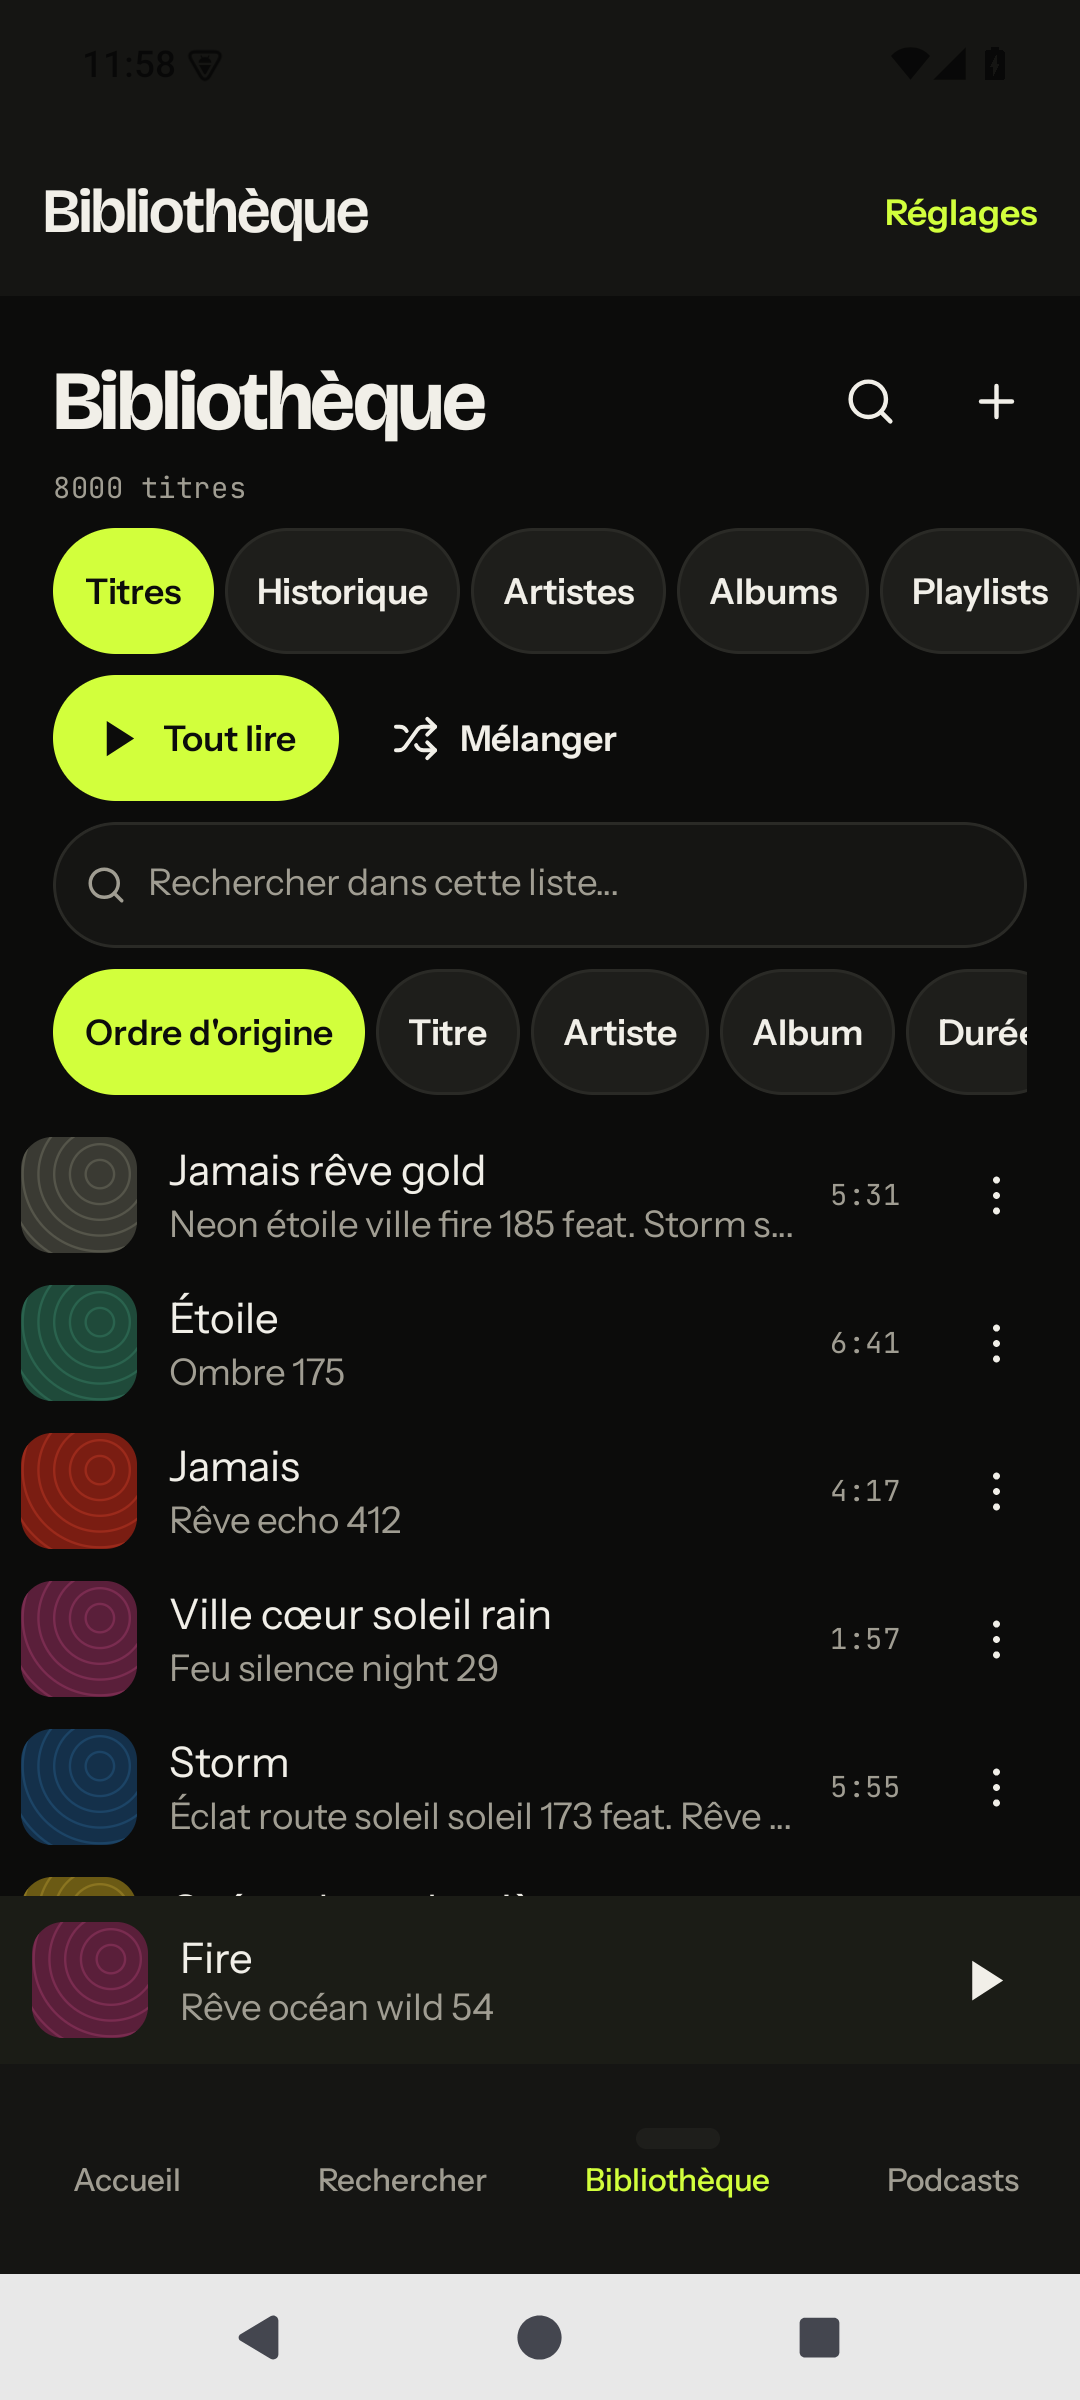 11:58
Bibliothèque
Réglages
Bibliothèque
8000 titres
Titres
Historique
Artistes
Albums
Playlists
Tout lire
Mélanger
Rechercher dans cette liste...
Ordre d'origine
Titre
Artiste
Album
Durée
Jamais rêve gold
Neon étoile ville fire 185 feat. Storm s...
5:31
Étoile
Ombre 175
6:41
Jamais
Rêve echo 412
4:17
Ville cœur soleil rain
Feu silence night 29
1:57
Storm
Éclat route soleil soleil 173 feat. Rêve ...
5:55
Fire
Rêve océan wild 54
Accueil
Rechercher
Bibliothèque
Podcasts